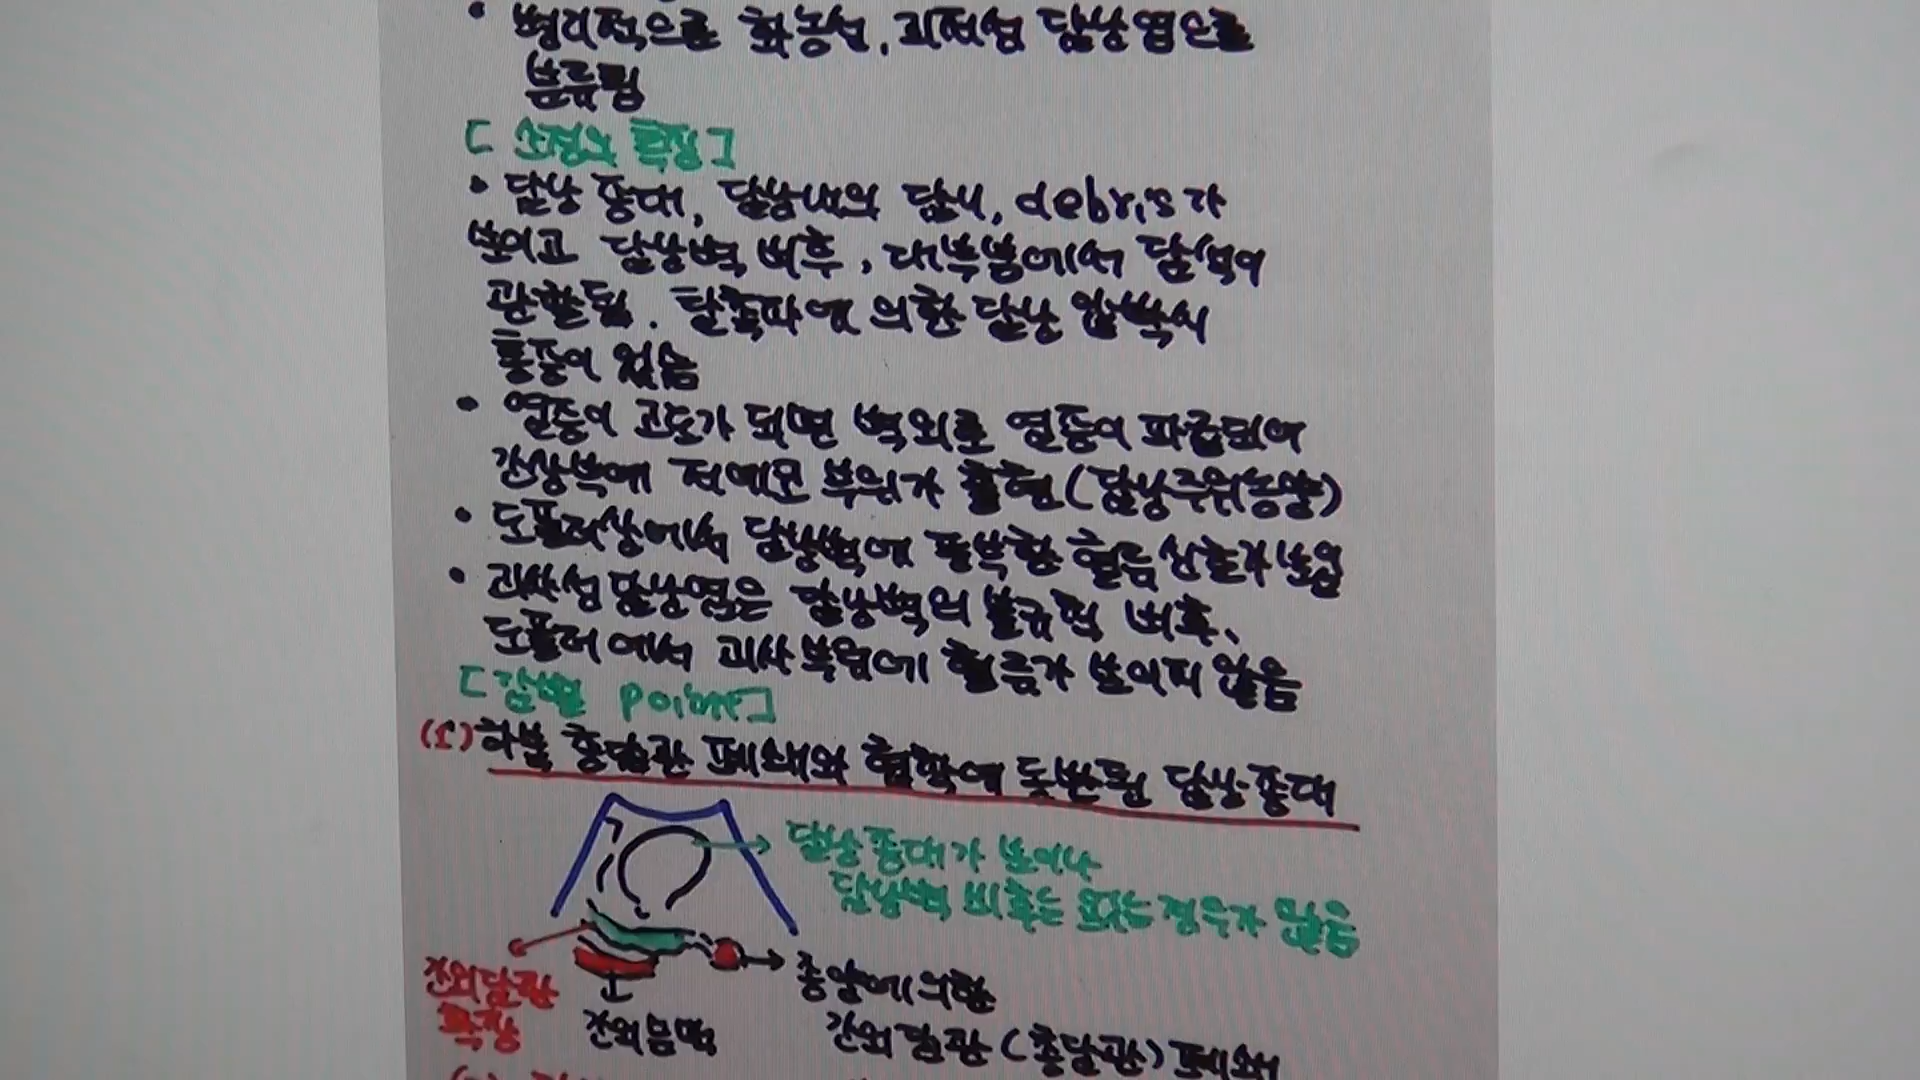 • 병리적으로 화농성, 괴저성 담낭염으로
분류됨
[ 소견의 특징 ]
• 담낭 종대, 담낭내의 담니, debris가
보이고 담낭벽 비후, 대부분에서 담석이
관찰됨. 탐촉자에 의한 담낭 압박시
통증이 있음
• 염증이 고도가 되면 벽외로 염증이 파급되어
간상부에 저에코 부위가 출현(담낭주위농양)
• 도플러상에서 담낭벽에 풍부한 혈류 신호가 보임
• 괴사성 담낭염은 담낭벽의 불규칙 비후,
도플러에서 괴사 부위에 혈류가 보이지 않음
[ 감별 point ]
(1) 하부 총담관 폐쇄와 협착에 동반된 담낭 종대
담낭 종대가 보이나
담낭벽 비후는 없는 경우가 많음
간외담관
확장
간외문맥
종양에 의한
간외 담관 (총담관) 폐쇄